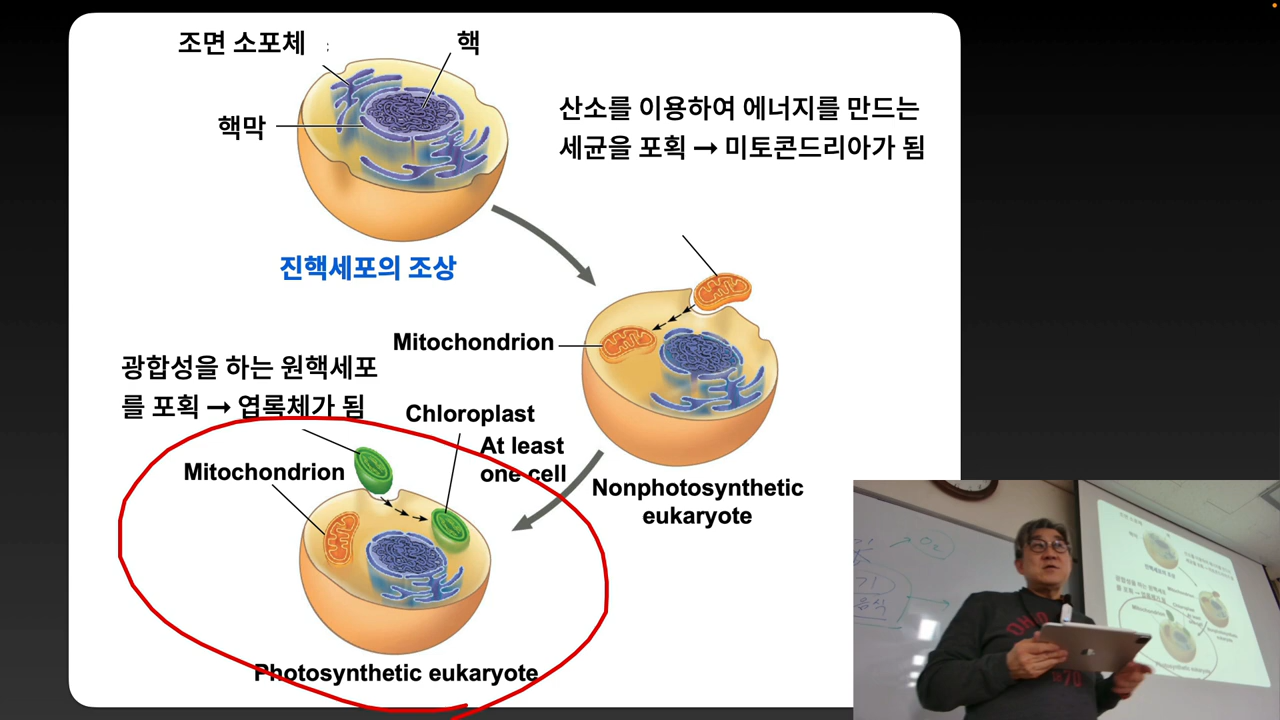 조면 소포체
핵
핵막
산소를 이용하여 에너지를 만드는
세균을 포획 → 미토콘드리아가 됨
진핵세포의 조상
Mitochondrion
광합성을 하는 원핵세포
를 포획 → 엽록체가 됨
Chloroplast
At least
one cell
Mitochondrion
Nonphotosynthetic
eukaryote
Photosynthetic eukaryote
O₂
음식